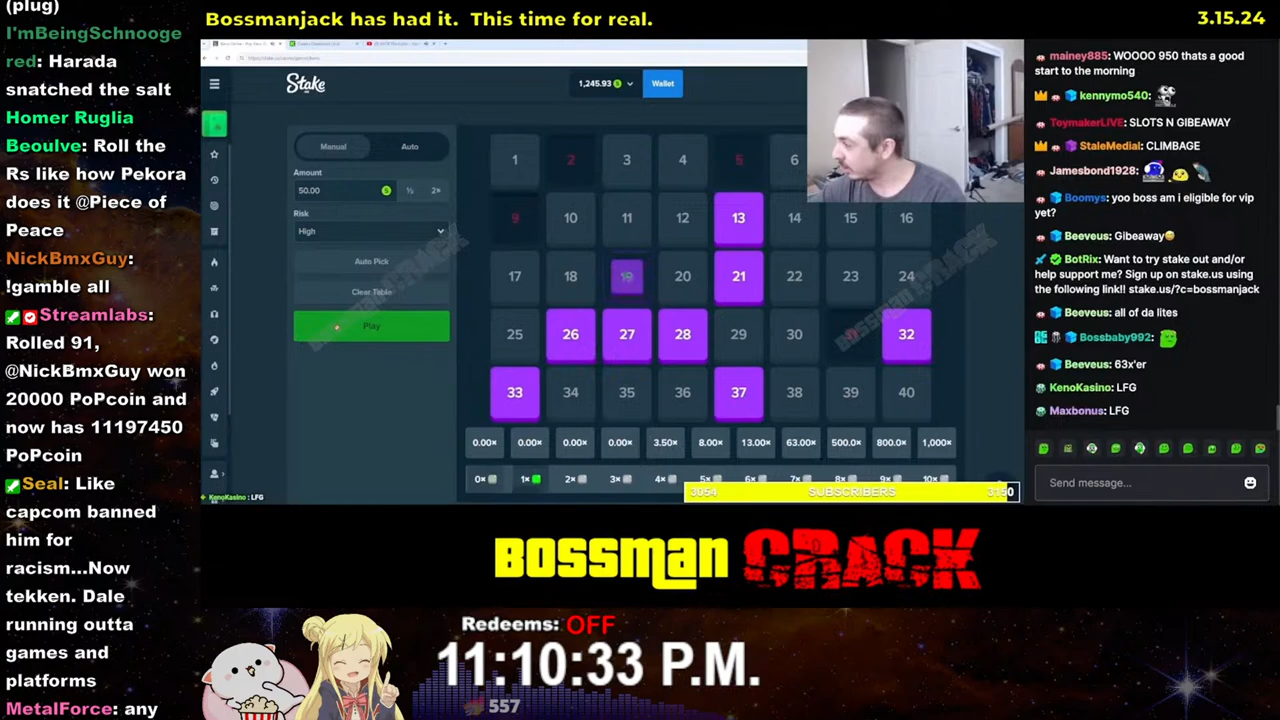 (plug)
I'mBeingSchnooge
red: Harada
snatched the salt
Homer Ruglia
Beoulve: Roll the
Rs like how Pekora
does it @Piece of
Peace
NickBmxGuy:
!gamble all
Streamlabs:
Rolled 91,
@NickBmxGuy won
20000 PoPcoin and
now has 11197450
PoPcoin
Seal: Like
capcom banned
him for
racism...Now
tekken. Dale
running outta
games and
platforms
MetalForce: any
Bossmanjack has had it.  This time for real.
3.15.24
Stake
1,245.93
Wallet
Manual
Auto
Amount
50.00
½
2×
Risk
High
Auto Pick
Clear Table
Play
1 2 3 4 5 6
9 10 11 12 13 14 15 16
17 18 19 20 21 22 23 24
25 26 27 28 29 30 32
33 34 35 36 37 38 39 40
0.00× 0.00× 0.00× 0.00× 3.50× 8.00× 13.00× 63.00× 500.0× 800.0× 1,000×
0× 1× 2× 3× 4× 5× 6× 7× 8× 9× 10×
BOSSMAN CRACK
BOSSMAN CRACK
KenoKasino: LFG
3054 SUBSCRIBERS 3150
mainey885: WOOOO 950 thats a good
start to the morning
kennymo540:
ToymakerLIVE: SLOTS N GIBEAWAY
StaleMedial: CLIMBAGE
Jamesbond1928:
Boomys: yoo boss am i eligible for vip
yet?
Beeveus: Gibeaway
BotRix: Want to try stake out and/or
help support me? Sign up on stake.us using
the following link!! stake.us/?c=bossmanjack
Beeveus: all of da lites
Bossbaby992:
Beeveus: 63x'er
KenoKasino: LFG
Maxbonus: LFG
Send message...
BOSSMAN CRACK
Redeems: OFF
11:10:33 P.M.
557